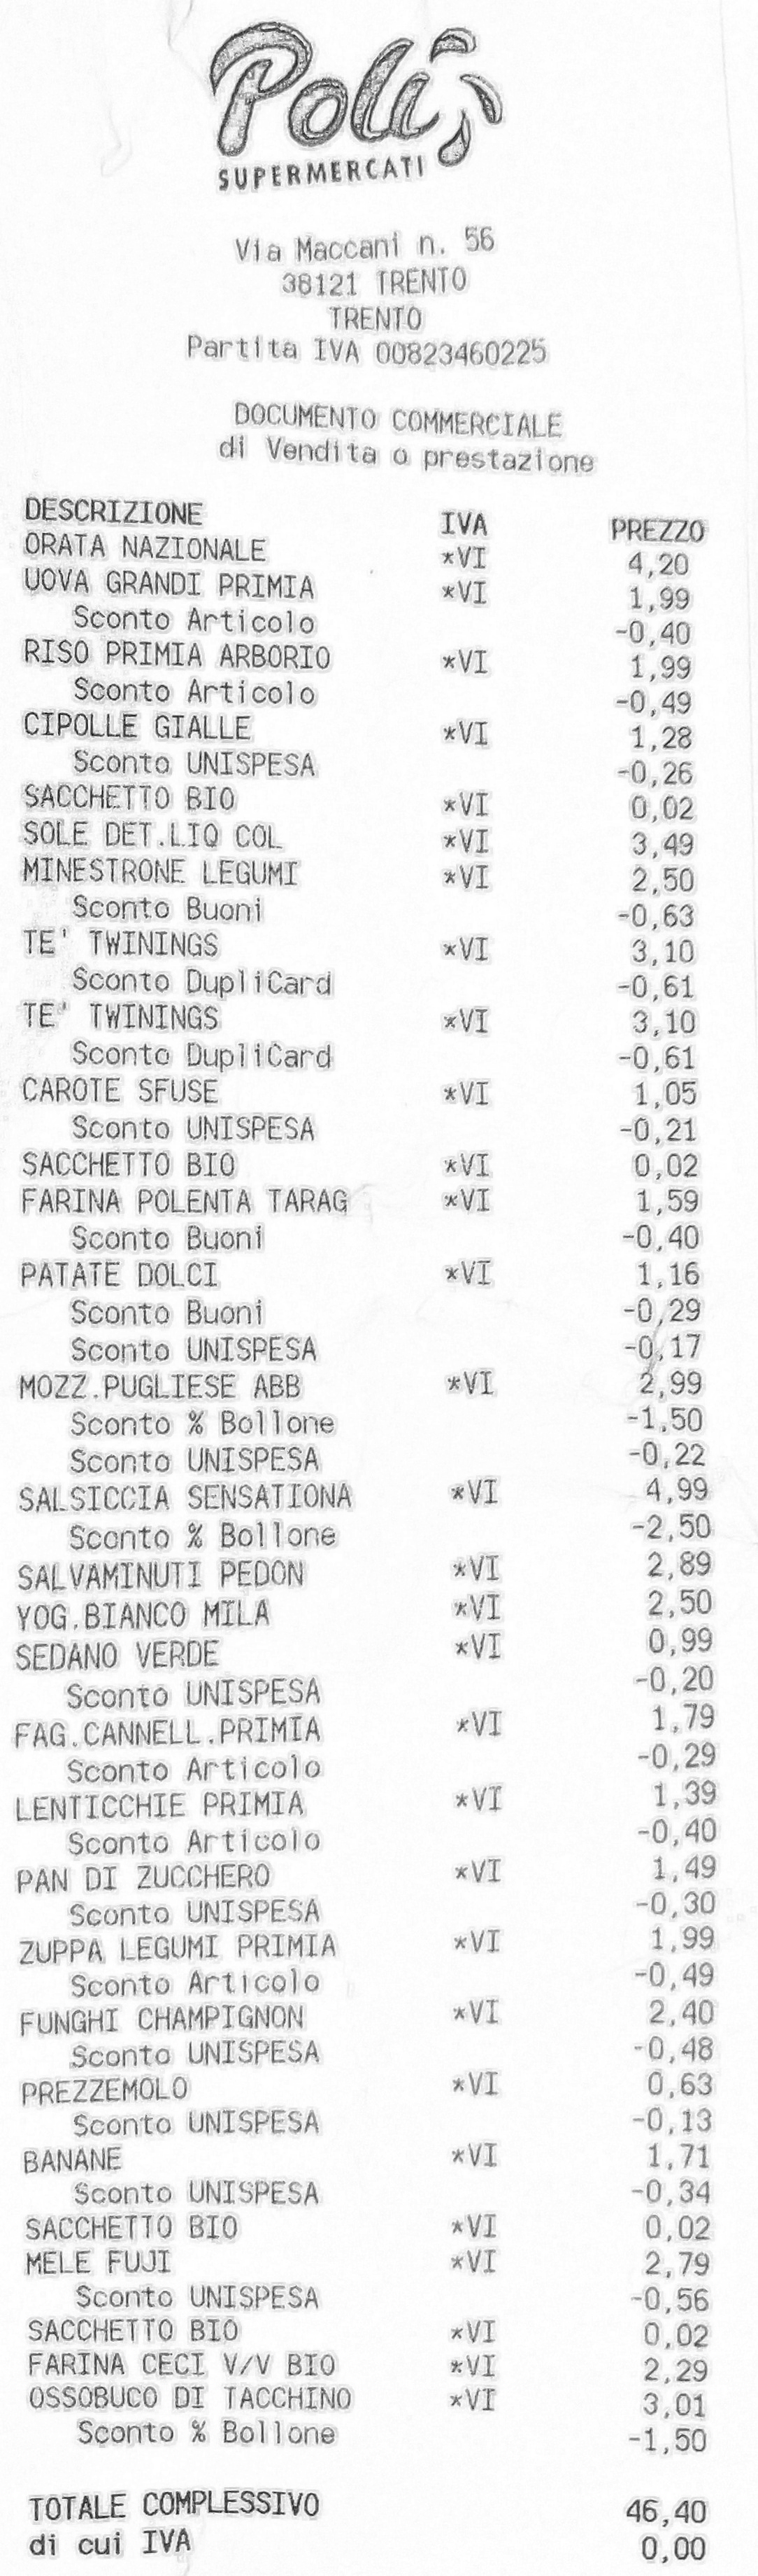 Poli
SUPERMERCATI
Via Maccani n. 56
38121 TRENTO
TRENTO
Partita IVA 00823460225
DOCUMENTO COMMERCIALE
di Vendita o prestazione
DESCRIZIONE IVA PREZZO
ORATA NAZIONALE *VI 4,20
UOVA GRANDI PRIMIA *VI 1,99
Sconto Articolo -0,40
RISO PRIMIA ARBORIO *VI 1,99
Sconto Articolo -0,49
CIPOLLE GIALLE *VI 1,28
Sconto UNISPESA -0,26
SACCHETTO BIO *VI 0,02
SOLE DET.LIQ COL *VI 3,49
MINESTRONE LEGUMI *VI 2,50
Sconto Buoni -0,63
TE' TWININGS *VI 3,10
Sconto DupliCard -0,61
TE' TWININGS *VI 3,10
Sconto DupliCard -0,61
CAROTE SFUSE *VI 1,05
Sconto UNISPESA -0,21
SACCHETTO BIO *VI 0,02
FARINA POLENTA TARAG *VI 1,59
Sconto Buoni -0,40
PATATE DOLCI *VI 1,16
Sconto Buoni -0,29
Sconto UNISPESA -0,17
MOZZ.PUGLIESE ABB *VI 2,99
Sconto % Bollone -1,50
Sconto UNISPESA -0,22
SALSICCIA SENSATIONA *VI 4,99
Sconto % Bollone -2,50
SALVAMINUTI PEDON *VI 2,89
YOG.BIANCO MILA *VI 2,50
SEDANO VERDE *VI 0,99
Sconto UNISPESA -0,20
FAG.CANNELL.PRIMIA *VI 1,79
Sconto Articolo -0,29
LENTICCHIE PRIMIA *VI 1,39
Sconto Articolo -0,40
PAN DI ZUCCHERO *VI 1,49
Sconto UNISPESA -0,30
ZUPPA LEGUMI PRIMIA *VI 1,99
Sconto Articolo -0,49
FUNGHI CHAMPIGNON *VI 2,40
Sconto UNISPESA -0,48
PREZZEMOLO *VI 0,63
Sconto UNISPESA -0,13
BANANE *VI 1,71
Sconto UNISPESA -0,34
SACCHETTO BIO *VI 0,02
MELE FUJI *VI 2,79
Sconto UNISPESA -0,56
SACCHETTO BIO *VI 0,02
FARINA CECI V/V BIO *VI 2,29
OSSOBUCO DI TACCHINO *VI 3,01
Sconto % Bollone -1,50
TOTALE COMPLESSIVO 46,40
di cui IVA 0,00